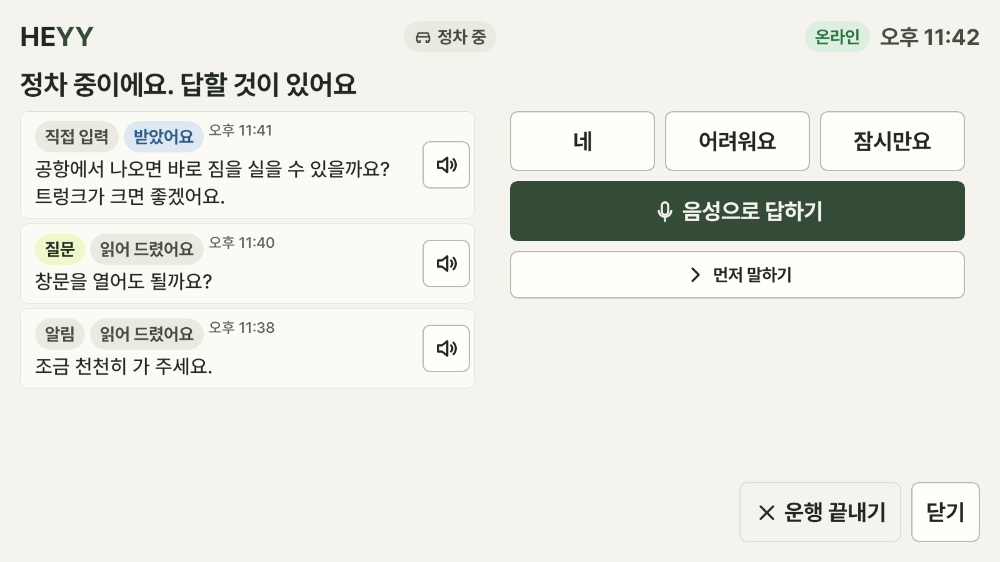 HEYY
정차 중
온라인 오후 11:42
정차 중이에요. 답할 것이 있어요
직접 입력 받았어요 오후 11:41
공항에서 나오면 바로 짐을 실을 수 있을까요?
트렁크가 크면 좋겠어요.
질문 읽어 드렸어요 오후 11:40
창문을 열어도 될까요?
알림 읽어 드렸어요 오후 11:38
조금 천천히 가 주세요.
네 어려워요 잠시만요
음성으로 답하기
먼저 말하기
운행 끝내기 닫기